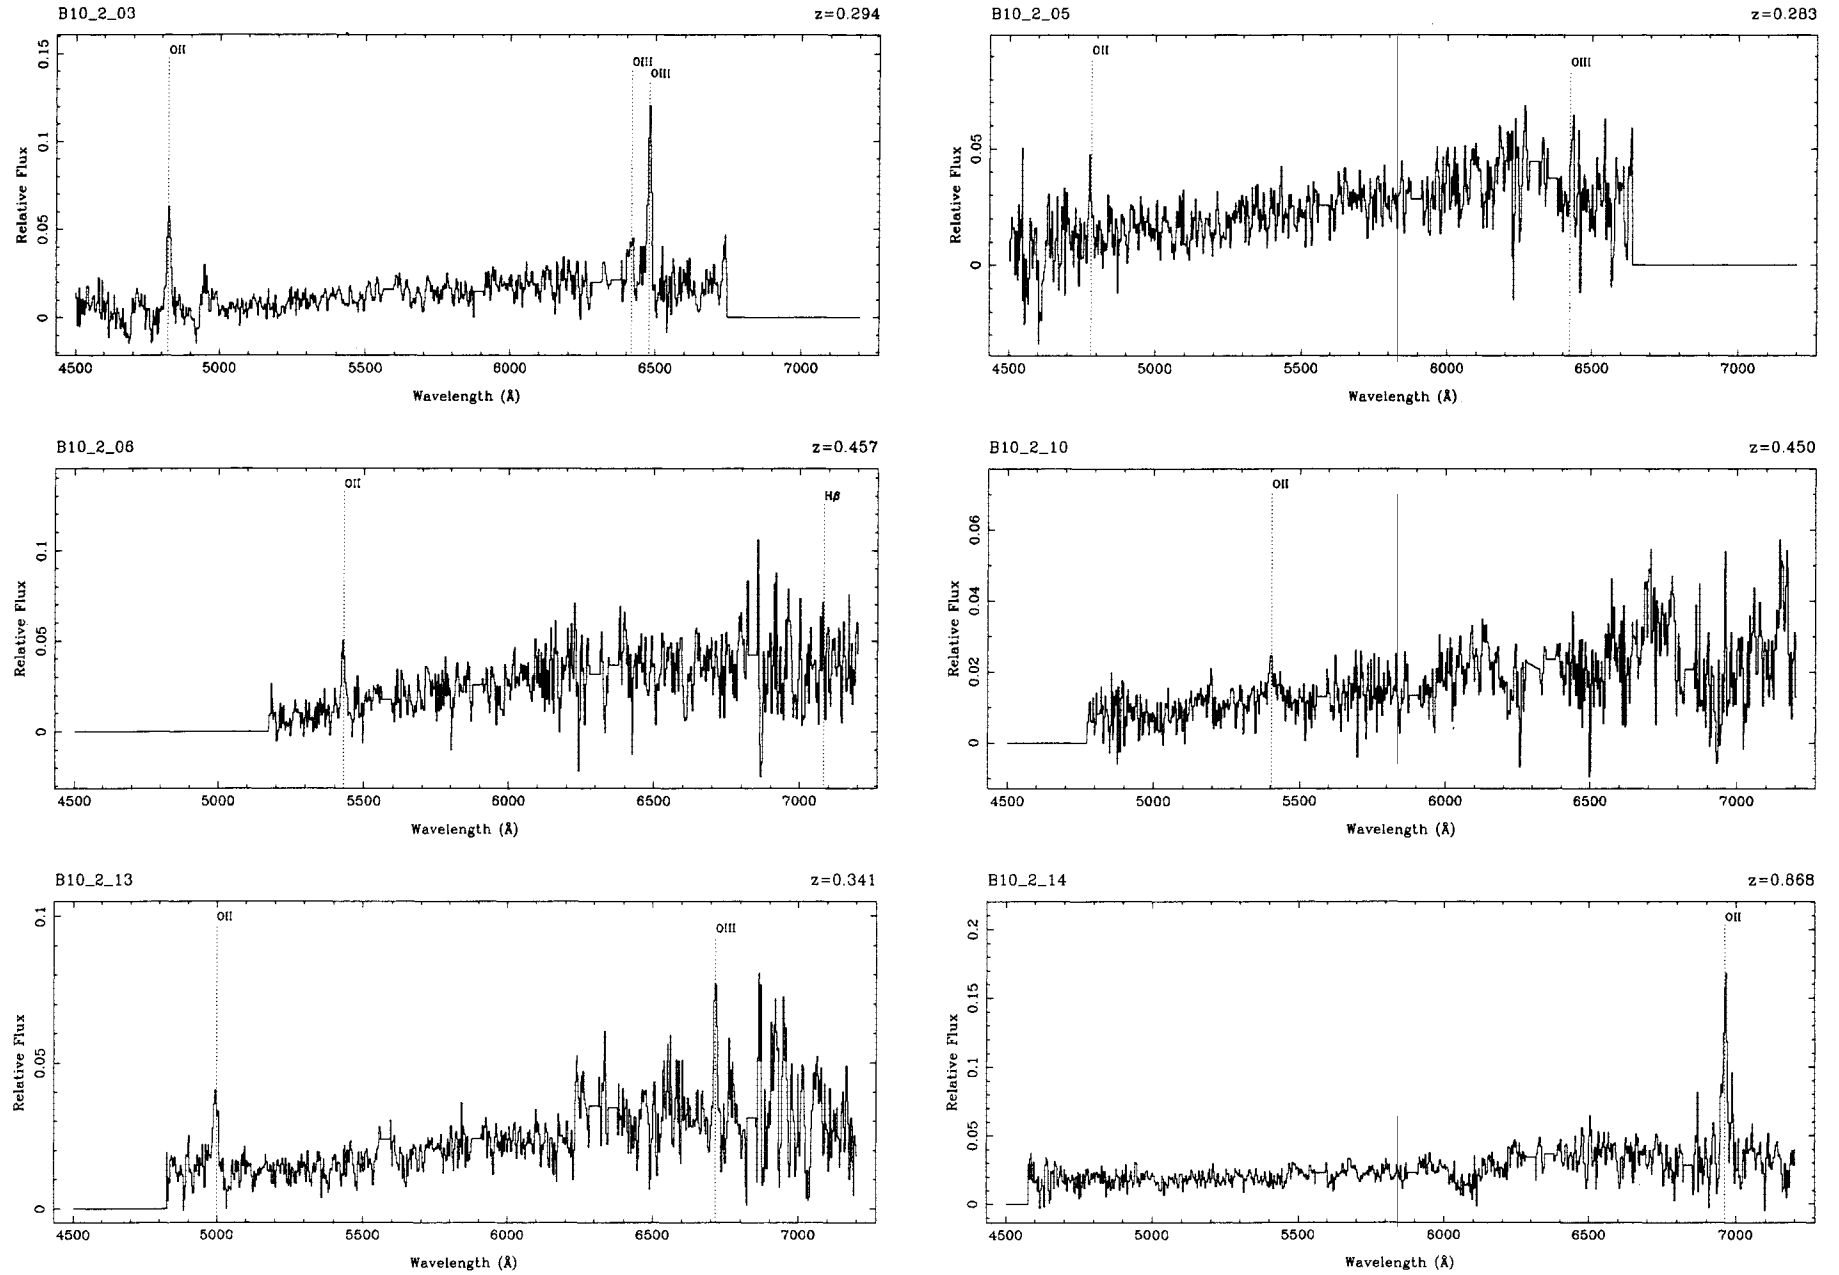 B10_2_03 z=0.294
OII
OIII
OIII
Relative Flux
0 0.05 0.1 0.15
4500 5000 5500 6000 6500 7000
Wavelength (Å)
B10_2_05 z=0.283
OII
OIII
Relative Flux
0 0.05
4500 5000 5500 6000 6500 7000
Wavelength (Å)
B10_2_06 z=0.457
OII
Hβ
Relative Flux
0 0.05 0.1
4500 5000 5500 6000 6500 7000
Wavelength (Å)
B10_2_10 z=0.450
OII
Relative Flux
0 0.02 0.04 0.06
4500 5000 5500 6000 6500 7000
Wavelength (Å)
B10_2_13 z=0.341
OII
OIII
Relative Flux
0 0.05 0.1
4500 5000 5500 6000 6500 7000
Wavelength (Å)
B10_2_14 z=0.868
OII
Relative Flux
0 0.05 0.1 0.15 0.2
4500 5000 5500 6000 6500 7000
Wavelength (Å)